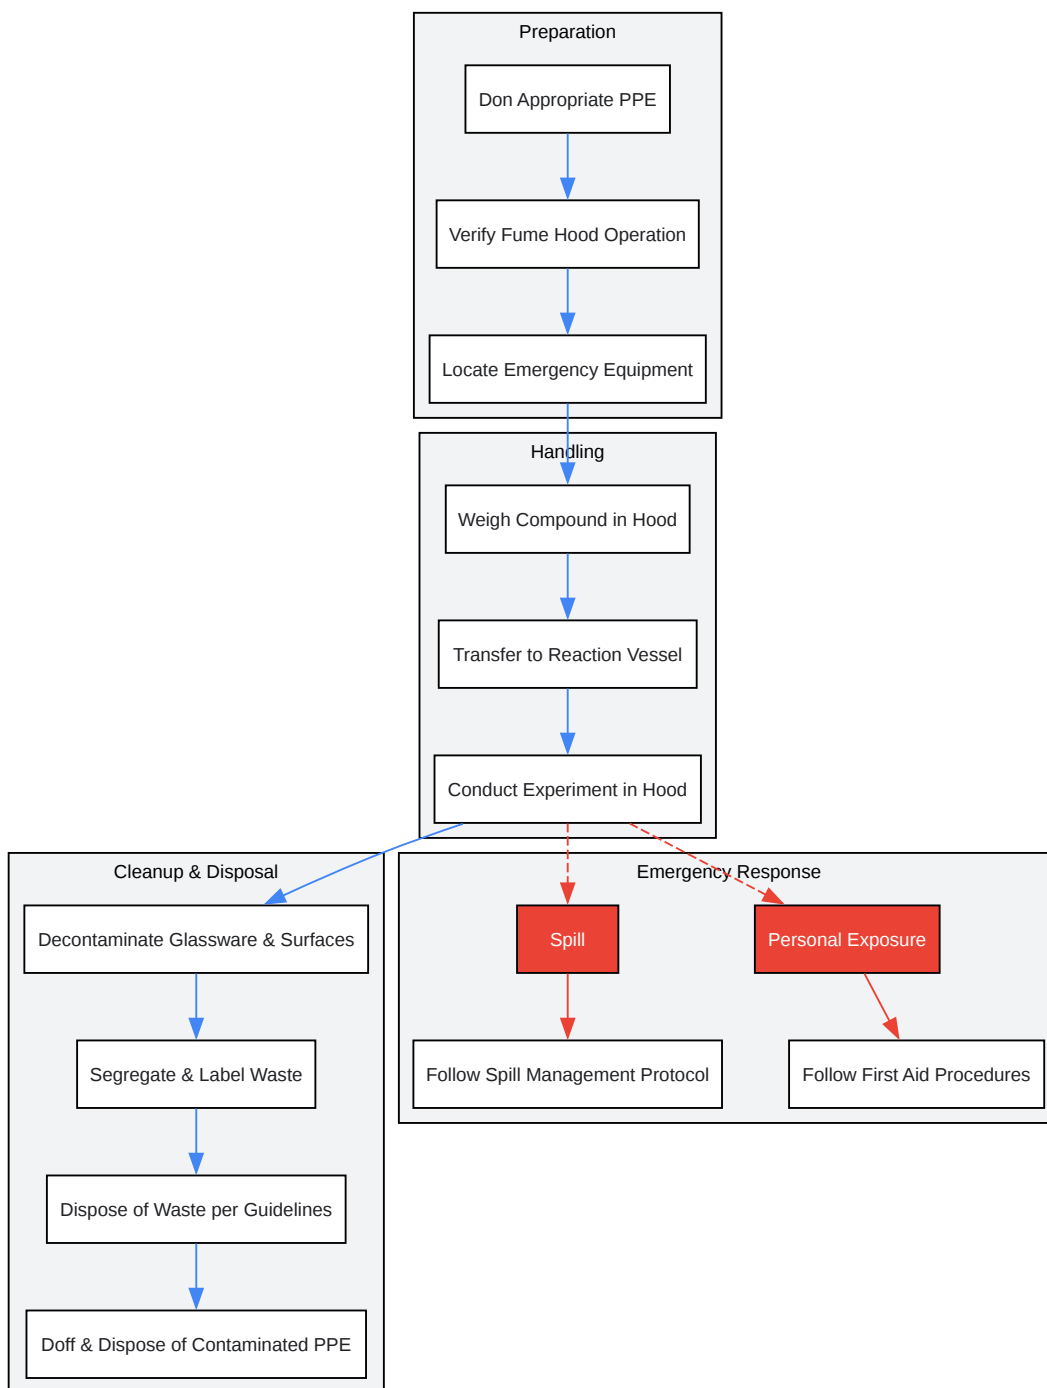 Preparation
Don Appropriate PPE
Verify Fume Hood Operation
Locate Emergency Equipment
Handling
Weigh Compound in Hood
Transfer to Reaction Vessel
Conduct Experiment in Hood
Cleanup & Disposal
Decontaminate Glassware & Surfaces
Segregate & Label Waste
Dispose of Waste per Guidelines
Doff & Dispose of Contaminated PPE
Emergency Response
Spill
Personal Exposure
Follow Spill Management Protocol
Follow First Aid Procedures